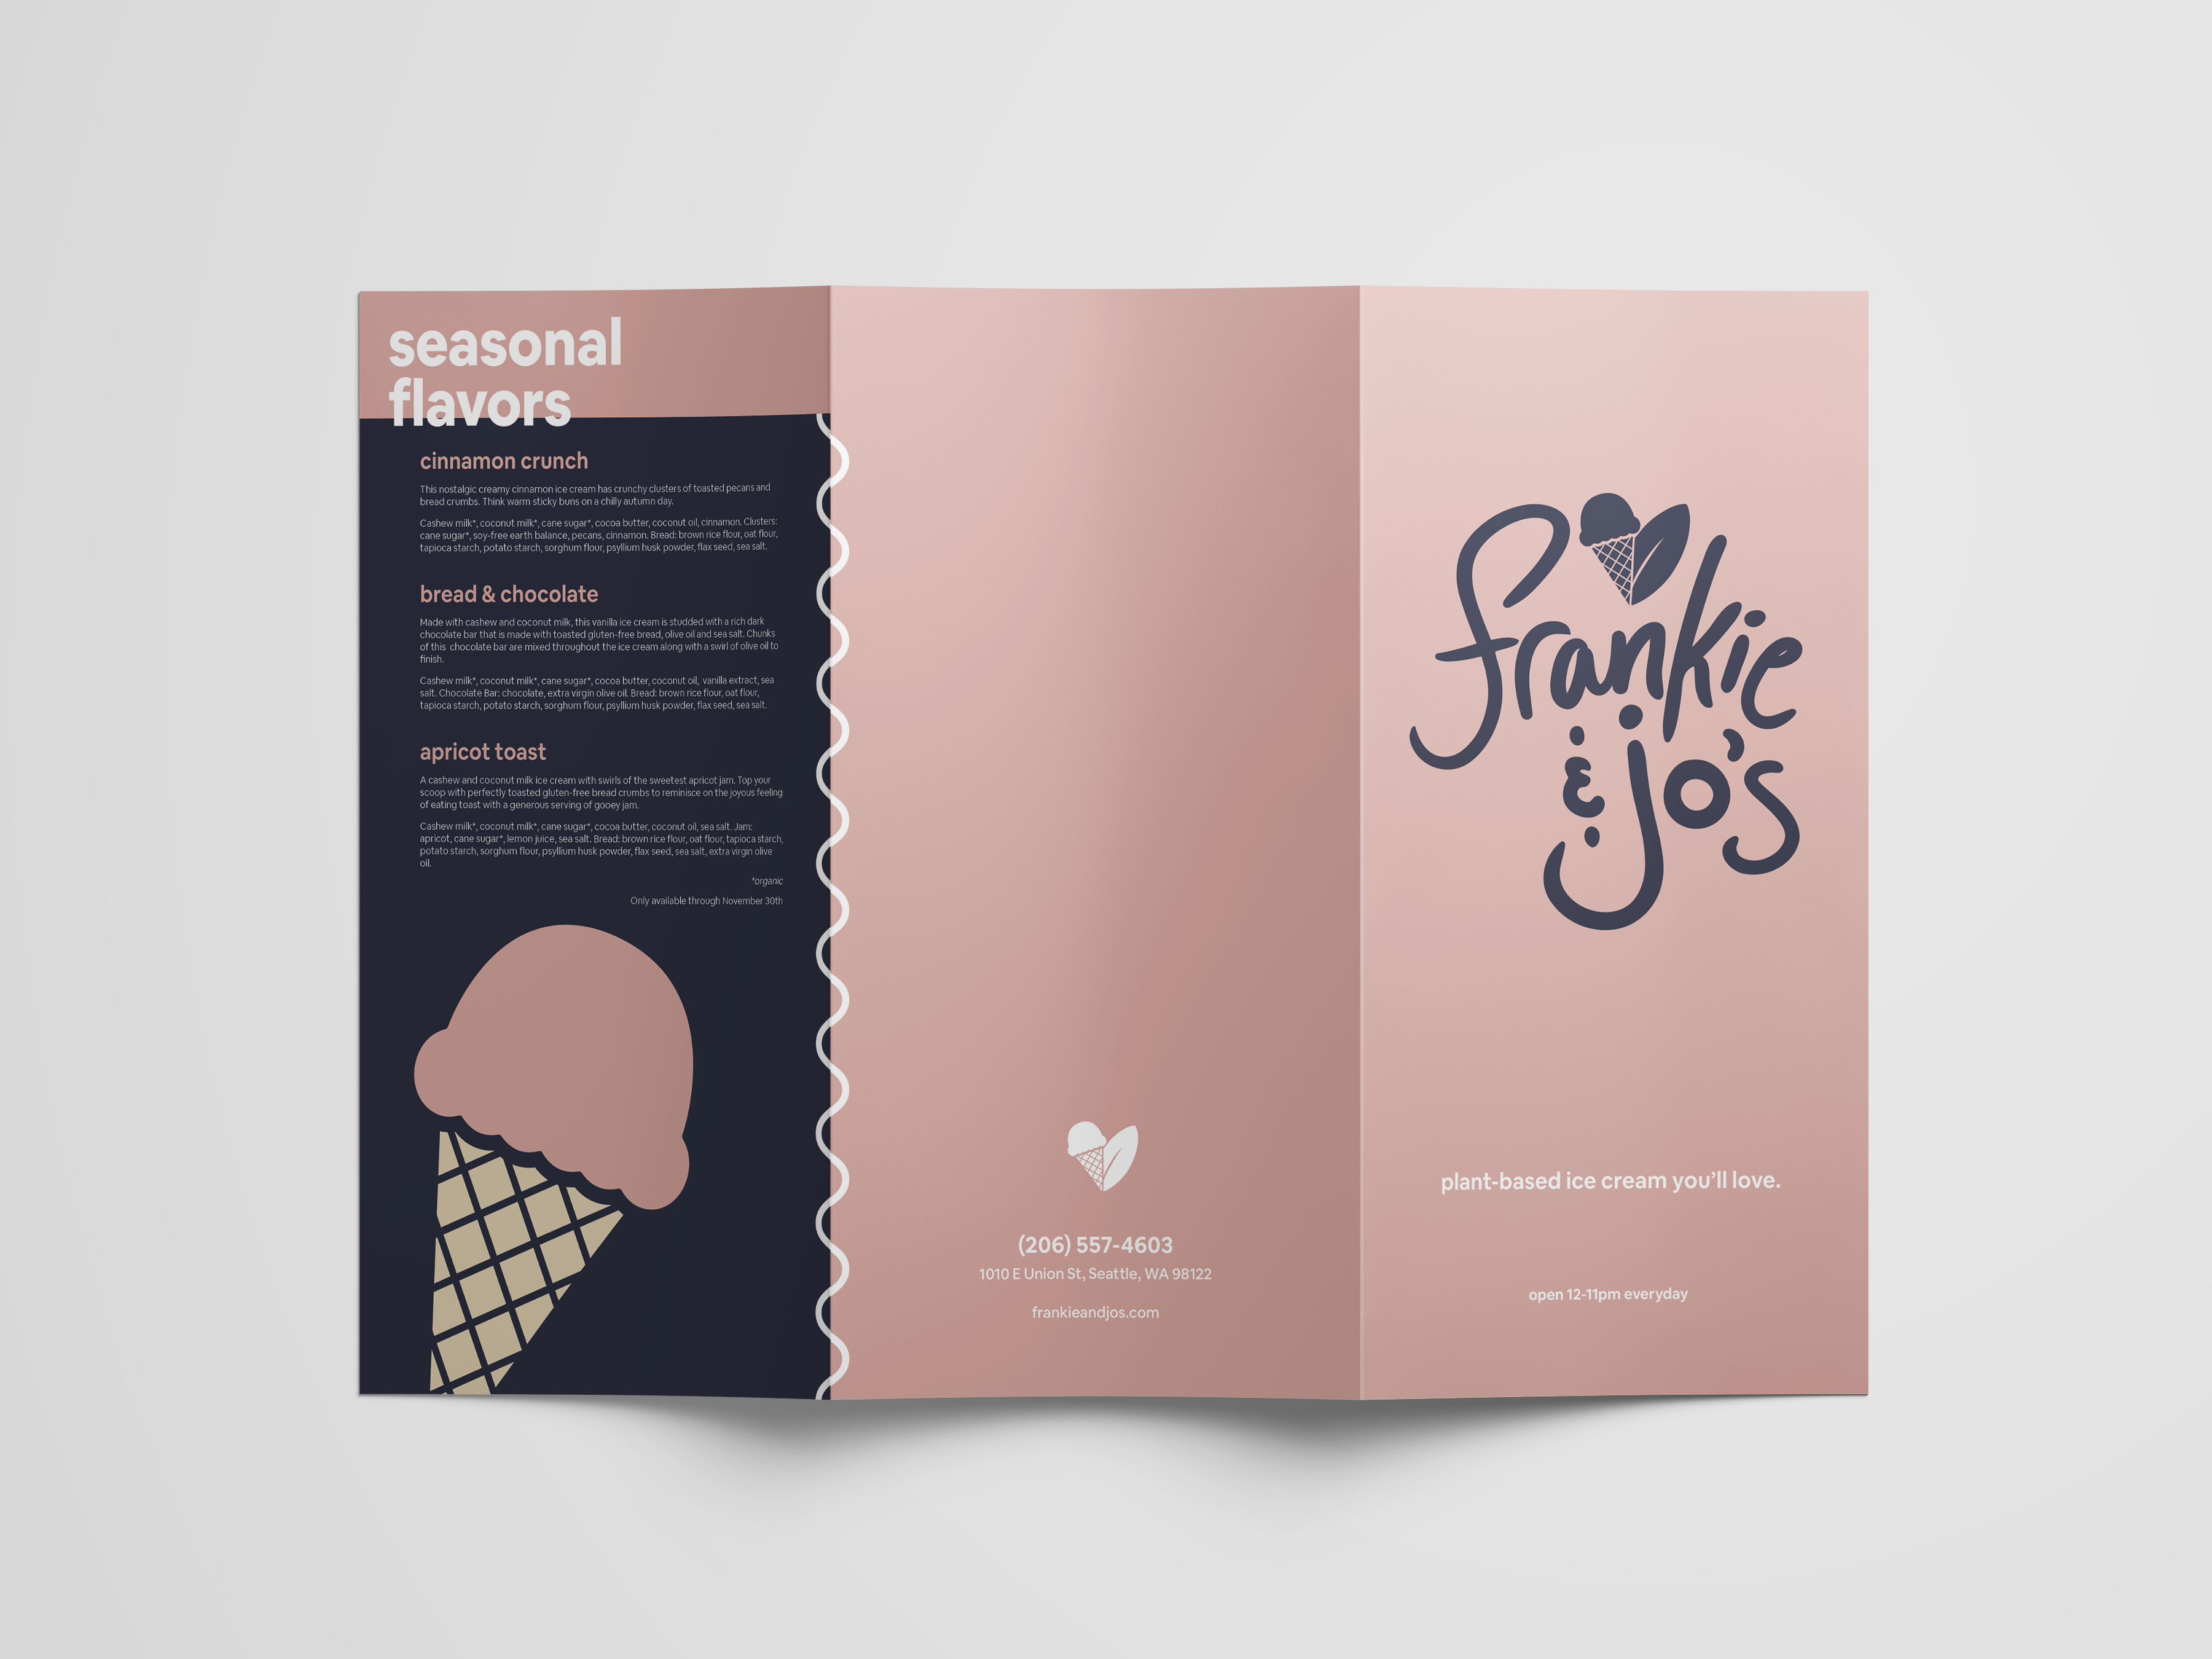 seasonal
flavors
cinnamon crunch
This nostalgic creamy cinnamon ice cream has crunchy clusters of toasted pecans and
bread crumbs. Think warm sticky buns on a chilly autumn day.
Cashew milk*, coconut milk*, cane sugar*, cocoa butter, coconut oil, cinnamon. Clusters:
cane sugar*, soy-free earth balance, pecans, cinnamon. Bread: brown rice flour, oat flour,
tapioca starch, potato starch, sorghum flour, psyllium husk powder, flax seed, sea salt.
bread & chocolate
Made with cashew and coconut milk, this vanilla ice cream is studded with a rich dark
chocolate bar that is made with toasted gluten-free bread, olive oil and sea salt. Chunks
of this chocolate bar are mixed throughout the ice cream along with a swirl of olive oil to
finish.
Cashew milk*, coconut milk*, cane sugar*, cocoa butter, coconut oil, vanilla extract, sea
salt. Chocolate Bar: chocolate, extra virgin olive oil. Bread: brown rice flour, oat flour,
tapioca starch, potato starch, sorghum flour, psyllium husk powder, flax seed, sea salt.
apricot toast
A cashew and coconut milk ice cream with swirls of the sweetest apricot jam. Top your
scoop with perfectly toasted gluten-free bread crumbs to reminisce on the joyous feeling
of eating toast with a generous serving of gooey jam.
Cashew milk*, coconut milk*, cane sugar*, cocoa butter, coconut oil, sea salt. Jam:
apricot, cane sugar*, lemon juice, sea salt. Bread: brown rice flour, oat flour, tapioca starch,
potato starch, sorghum flour, psyllium husk powder, flax seed, sea salt, extra virgin olive
oil.
*organic
Only available through November 30th
(206) 557-4603
1010 E Union St, Seattle, WA 98122
frankieandjos.com
frankie
& jo's
plant-based ice cream you'll love.
open 12-11pm everyday